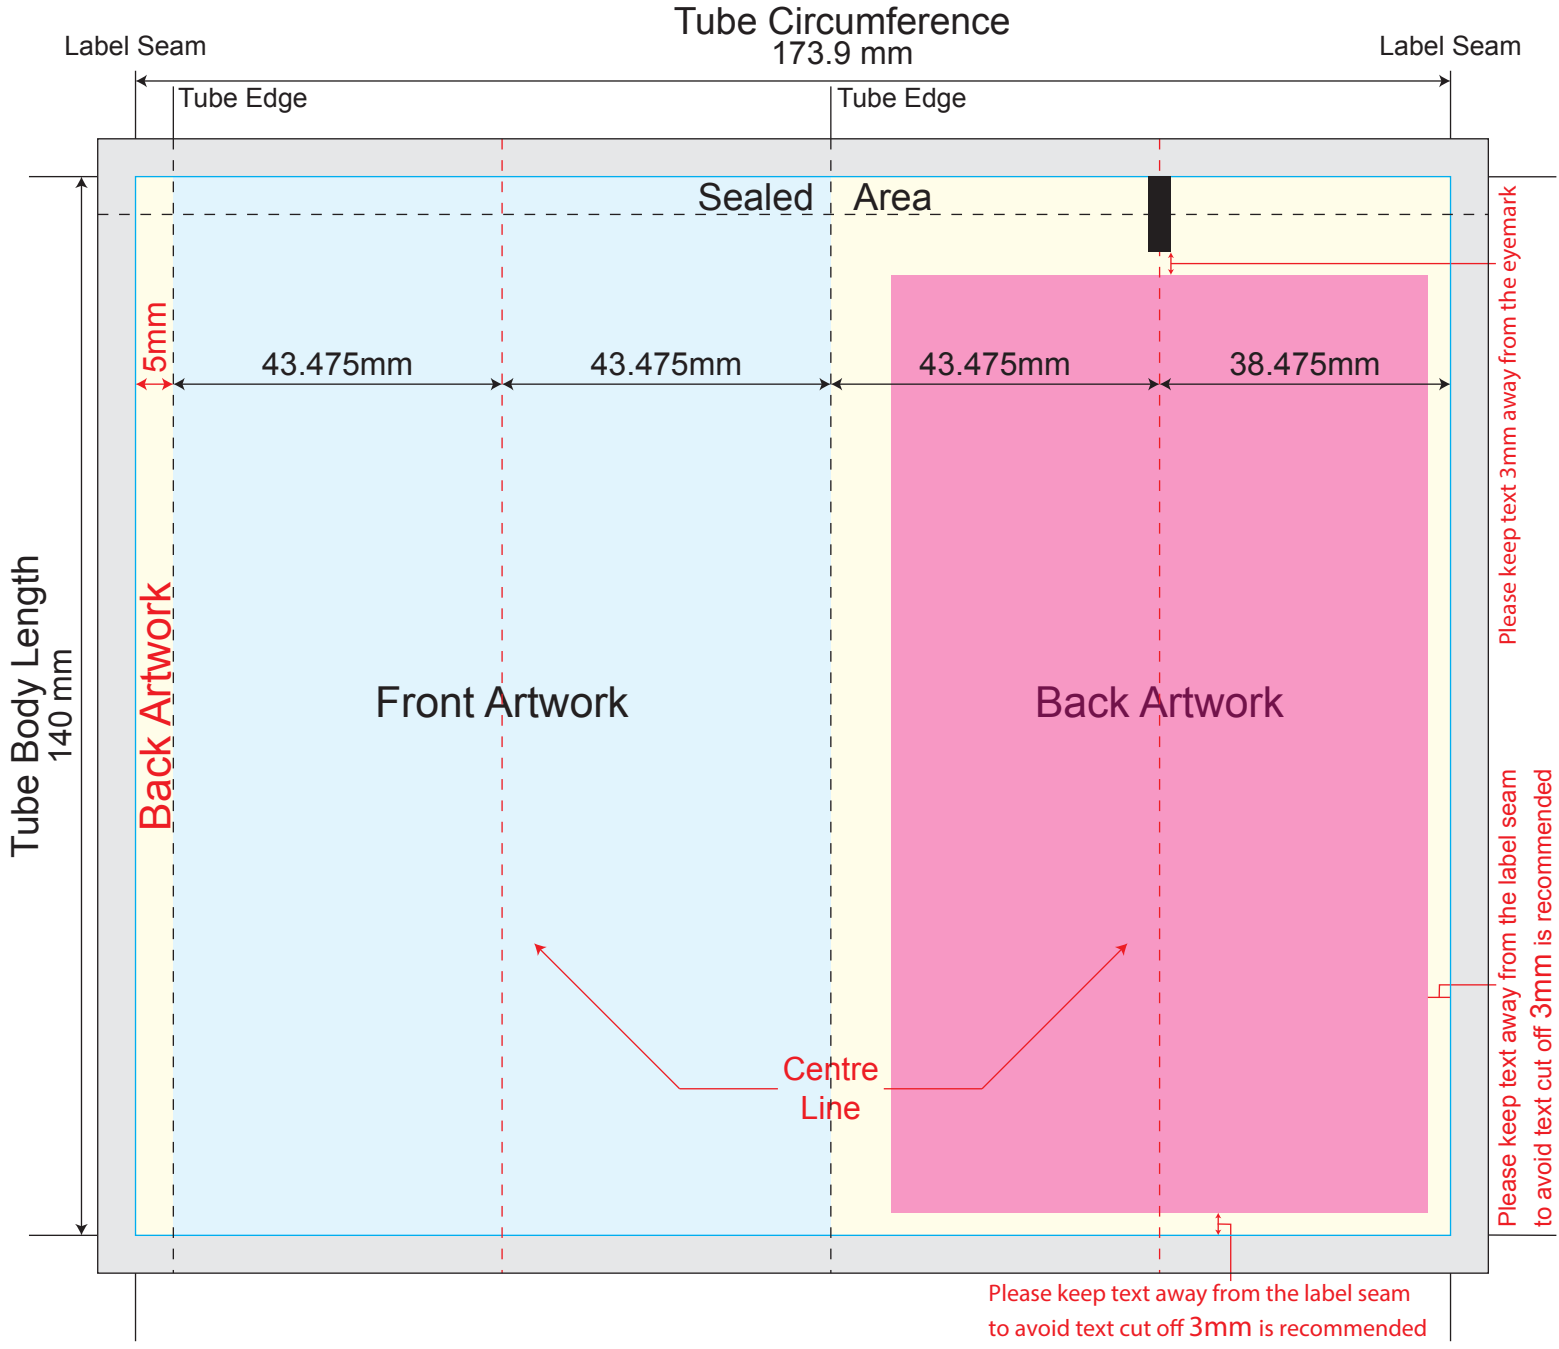 Tube Circumference
173.9 mm
Label Seam
Label Seam
Tube Edge
Tube Edge
Sealed Area
5mm
43.475mm
43.475mm
43.475mm
38.475mm
Please keep text 3mm away from the eyemark
Tube Body Length
140 mm
Back Artwork
Front Artwork
Back Artwork
Please keep text away from the label seam
to avoid text cut off 3mm is recommended
Centre
Line
Please keep text away from the label seam
to avoid text cut off 3mm is recommended